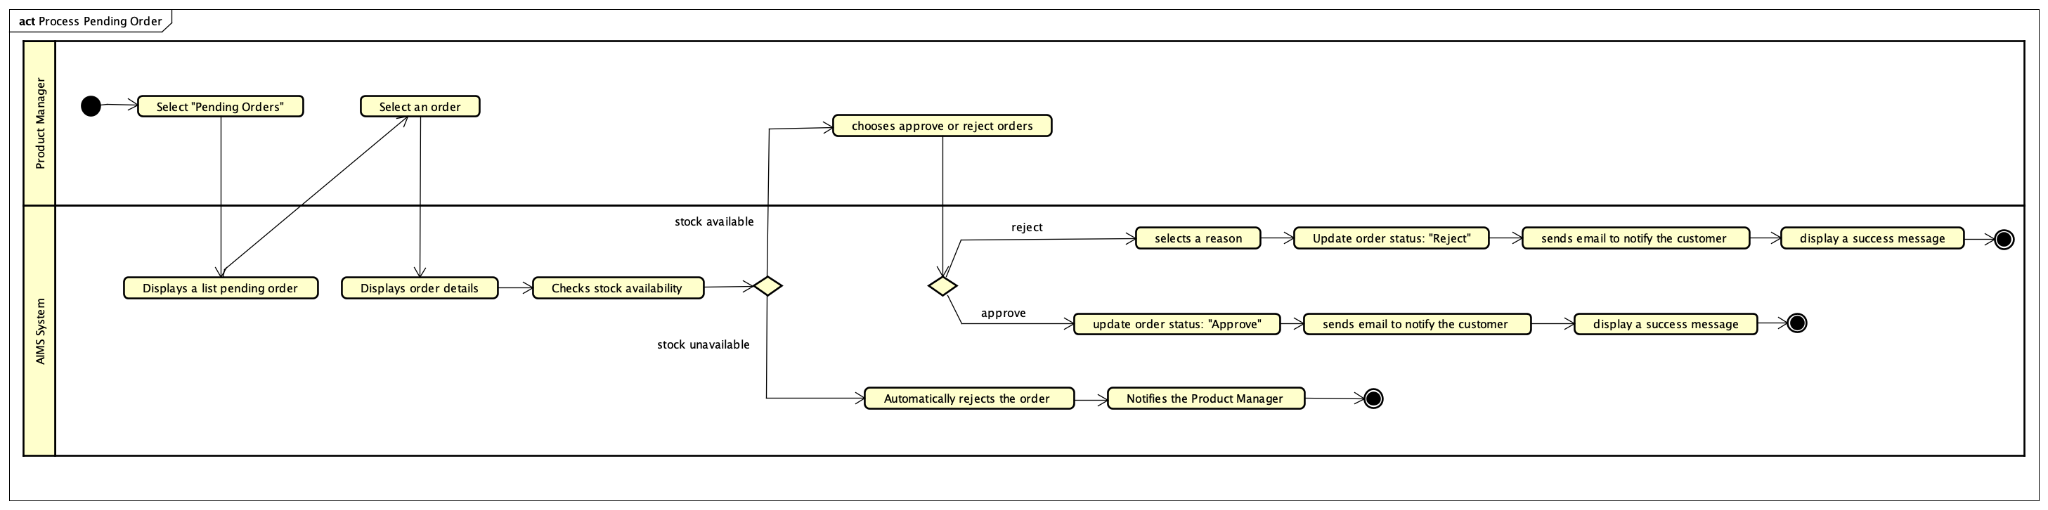 act Process Pending Order
Product Manager
Select "Pending Orders"
Select an order
chooses approve or reject orders
AIMS System
stock available
reject
selects a reason
Update order status: "Reject"
sends email to notify the customer
display a success message
Displays a list pending order
Displays order details
Checks stock availability
approve
update order status: "Approve"
sends email to notify the customer
display a success message
stock unavailable
Automatically rejects the order
Notifies the Product Manager